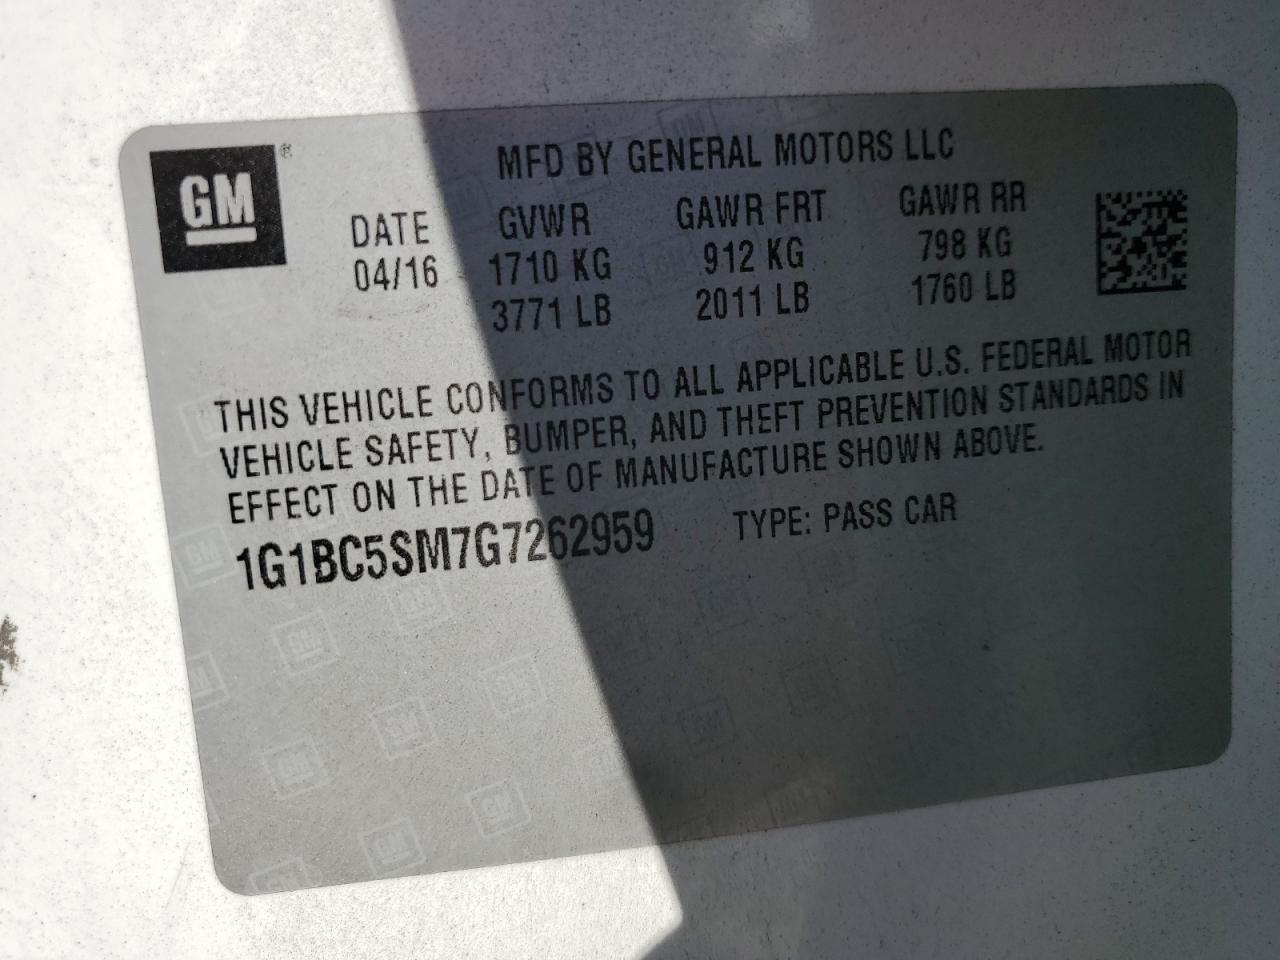 GM ®
MFD BY GENERAL MOTORS LLC
DATE GVWR GAWR FRT GAWR RR
04/16 1710 KG 912 KG 798 KG
3771 LB 2011 LB 1760 LB
THIS VEHICLE CONFORMS TO ALL APPLICABLE U.S. FEDERAL MOTOR
VEHICLE SAFETY, BUMPER, AND THEFT PREVENTION STANDARDS IN
EFFECT ON THE DATE OF MANUFACTURE SHOWN ABOVE.
1G1BC5SM7G7262959 TYPE: PASS CAR